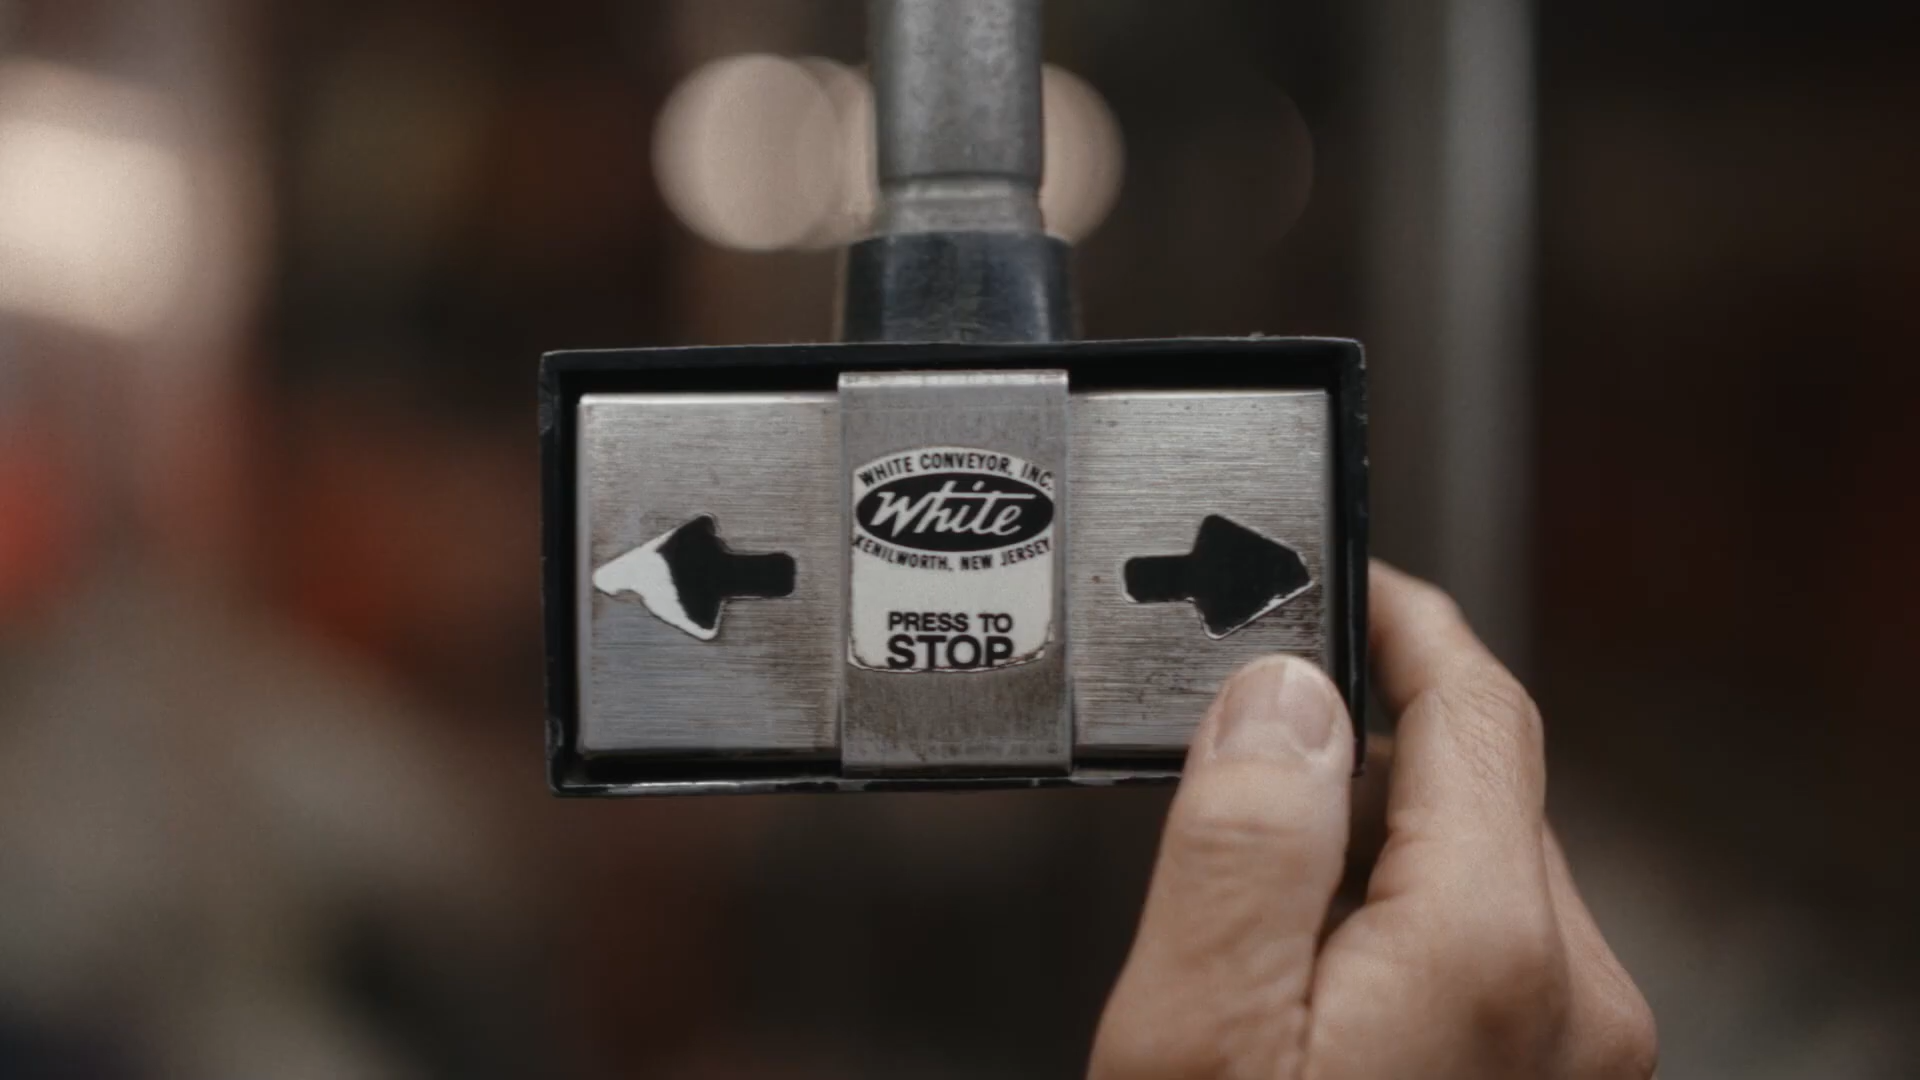 WHITE CONVEYOR, INC.
White
KENILWORTH, NEW JERSEY
PRESS TO
STOP